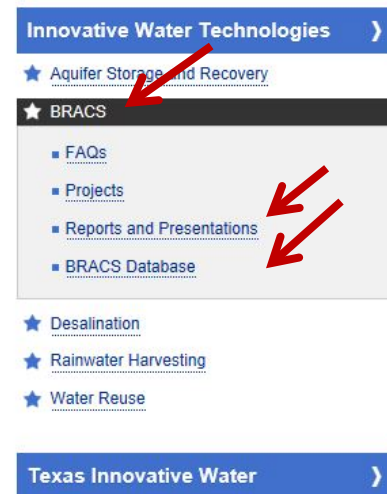 Innovative Water Technologies
Aquifer Storage and Recovery
BRACS
FAQs
Projects
Reports and Presentations
BRACS Database
Desalination
Rainwater Harvesting
Water Reuse
Texas Innovative Water